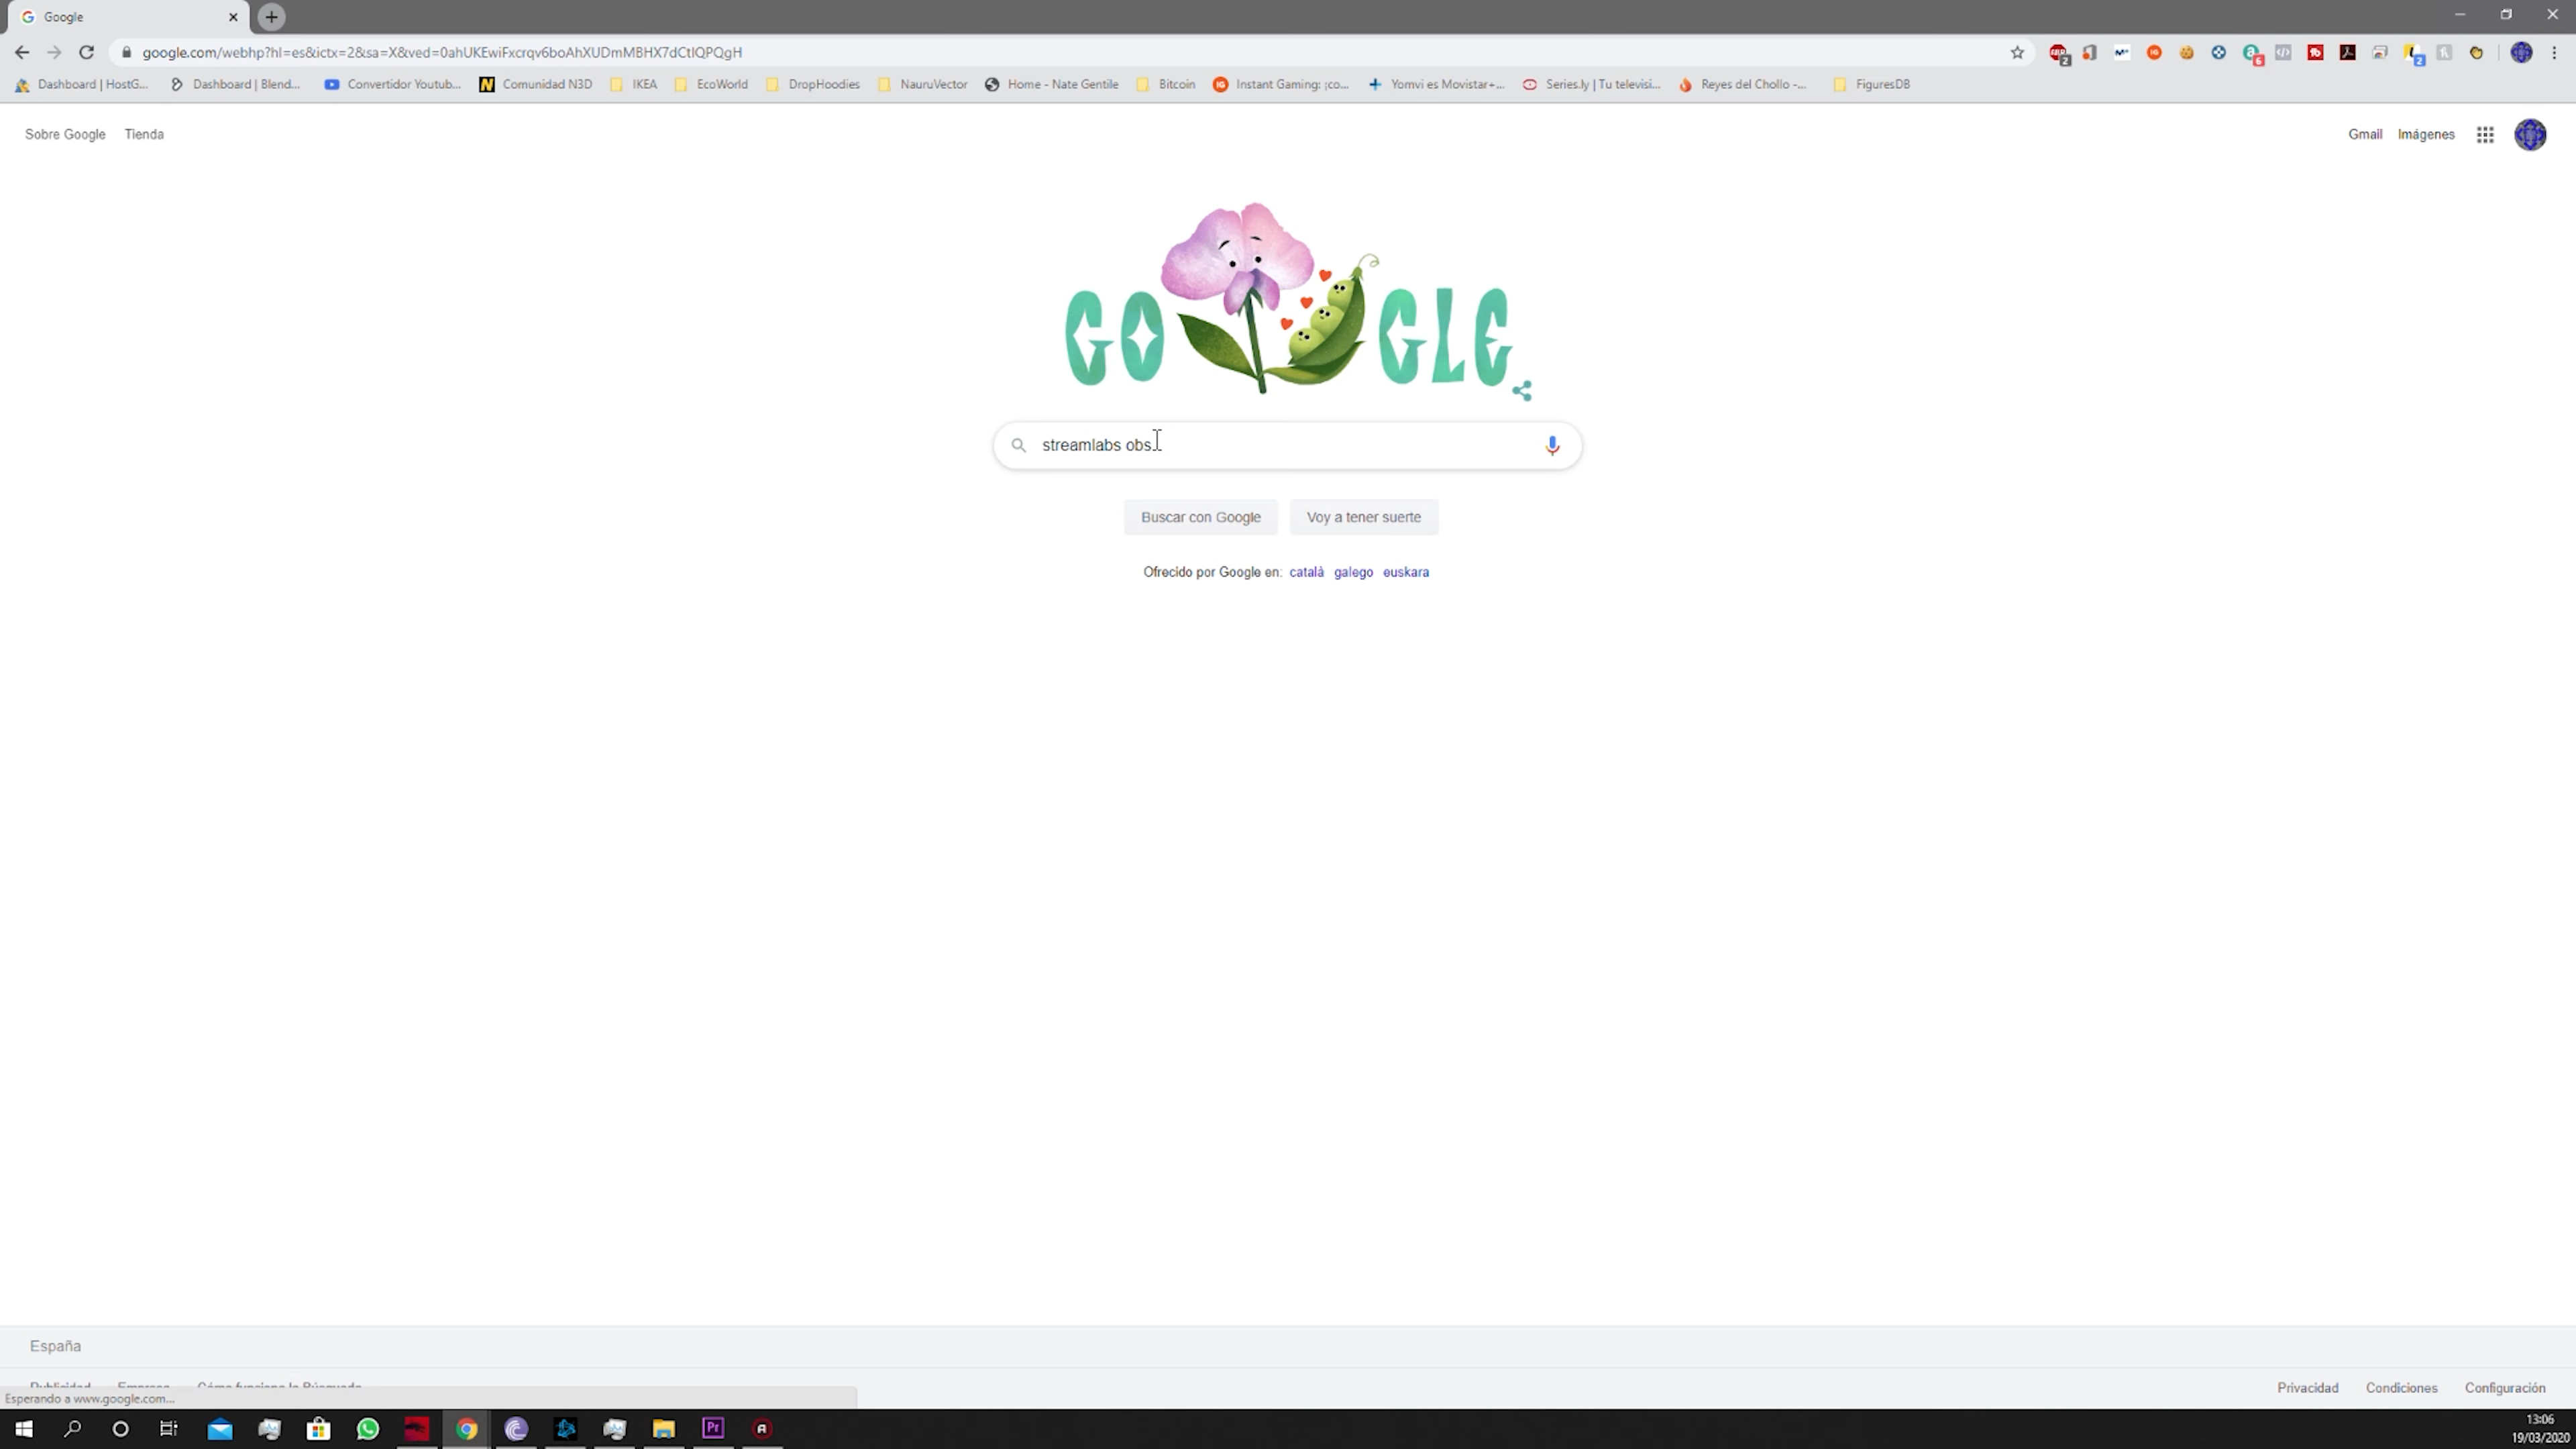 Google
google.com/webhp?hl=es&ictx=2&sa=X&ved=0ahUKEwiFxcrqv6boAhXUDmMBHX7dCtIQPQgH
Dashboard | HostG... Dashboard | Blend... Convertidor Youtub... Comunidad N3D IKEA EcoWorld DropHoodies NauruVector Home - Nate Gentile Bitcoin Instant Gaming: ¡co... Yomvi es Movistar+... Series.ly | Tu televisi... Reyes del Chollo -... FiguresDB
Sobre Google Tienda Gmail Imágenes
GO GLE
streamlabs obs
Buscar con Google Voy a tener suerte
Ofrecido por Google en: català galego euskara
España
Publicidad Empresa Cómo funciona la Búsqueda Privacidad Condiciones Configuración
Esperando a www.google.com...
13:06
19/03/2020